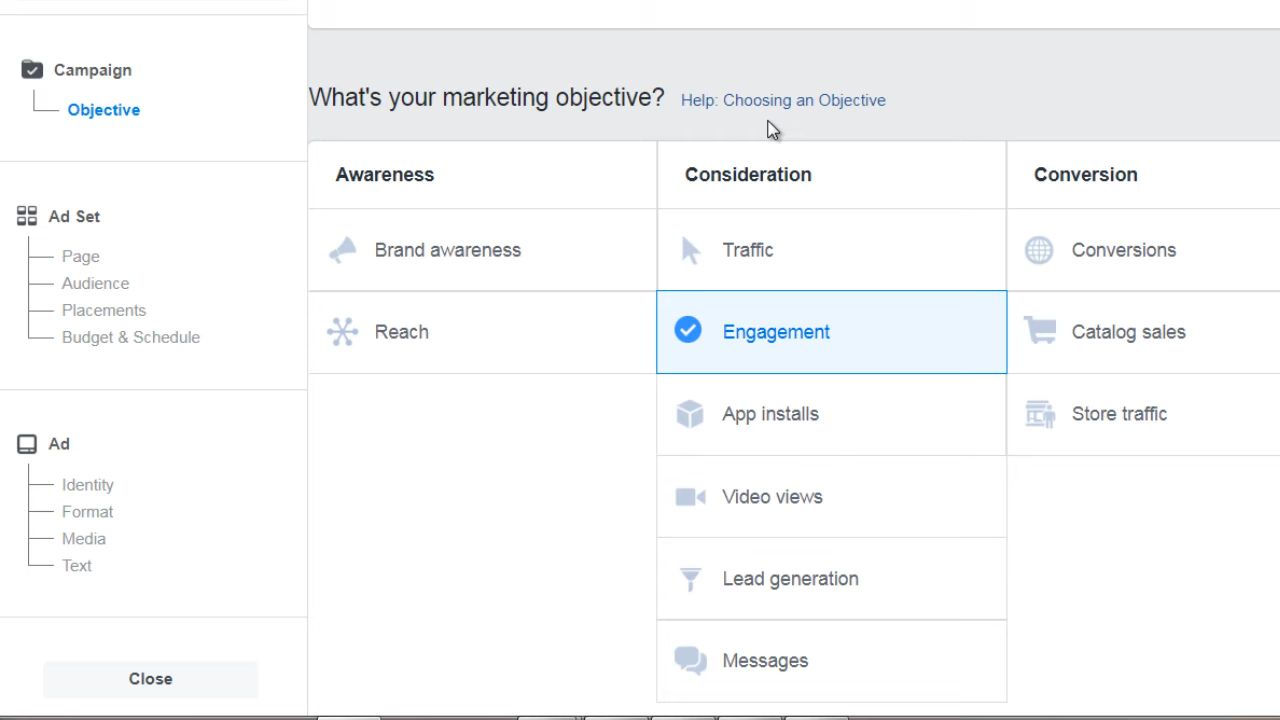 Campaign
Objective
Ad Set
Page
Audience
Placements
Budget & Schedule
Ad
Identity
Format
Media
Text
Close
What's your marketing objective? Help: Choosing an Objective
Awareness
Brand awareness
Reach
Consideration
Traffic
Engagement
App installs
Video views
Lead generation
Messages
Conversion
Conversions
Catalog sales
Store traffic